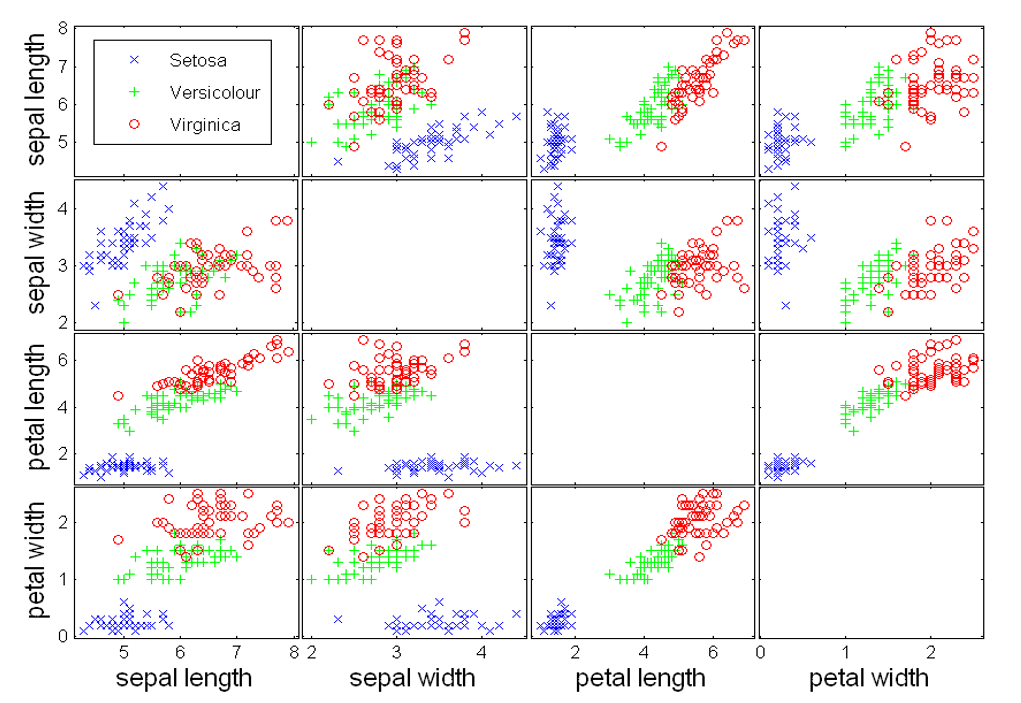 8
sepal length
Setosa
7
Versicolour
6
Virginica
5
4
sepal width
3
2
6
petal length
4
2
petal width
2
1
0
5 6 7 8 2 3 4 2 4 6 0 1 2
sepal length sepal width petal length petal width